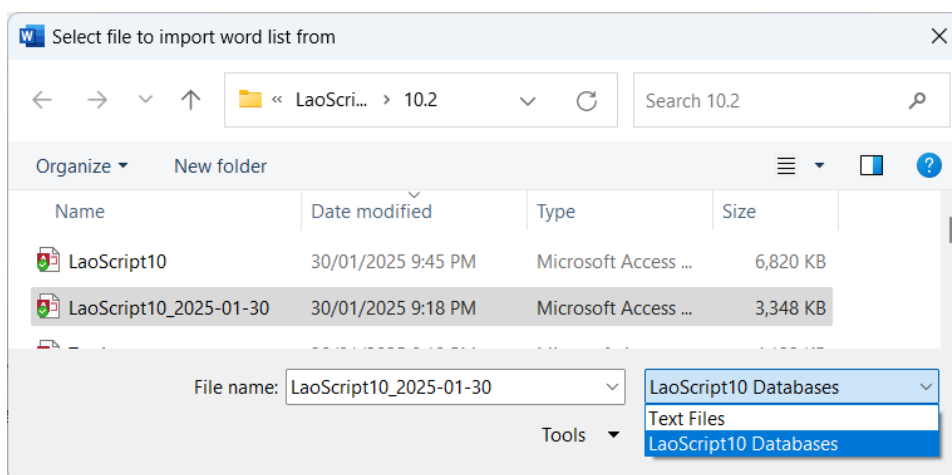 Select file to import word list from
« LaoScri... › 10.2
Search 10.2
Organize
New folder
Name Date modified Type Size
LaoScript10 30/01/2025 9:45 PM Microsoft Access ... 6,820 KB
LaoScript10_2025-01-30 30/01/2025 9:18 PM Microsoft Access ... 3,348 KB
File name: LaoScript10_2025-01-30 LaoScript10 Databases
Text Files
Tools LaoScript10 Databases